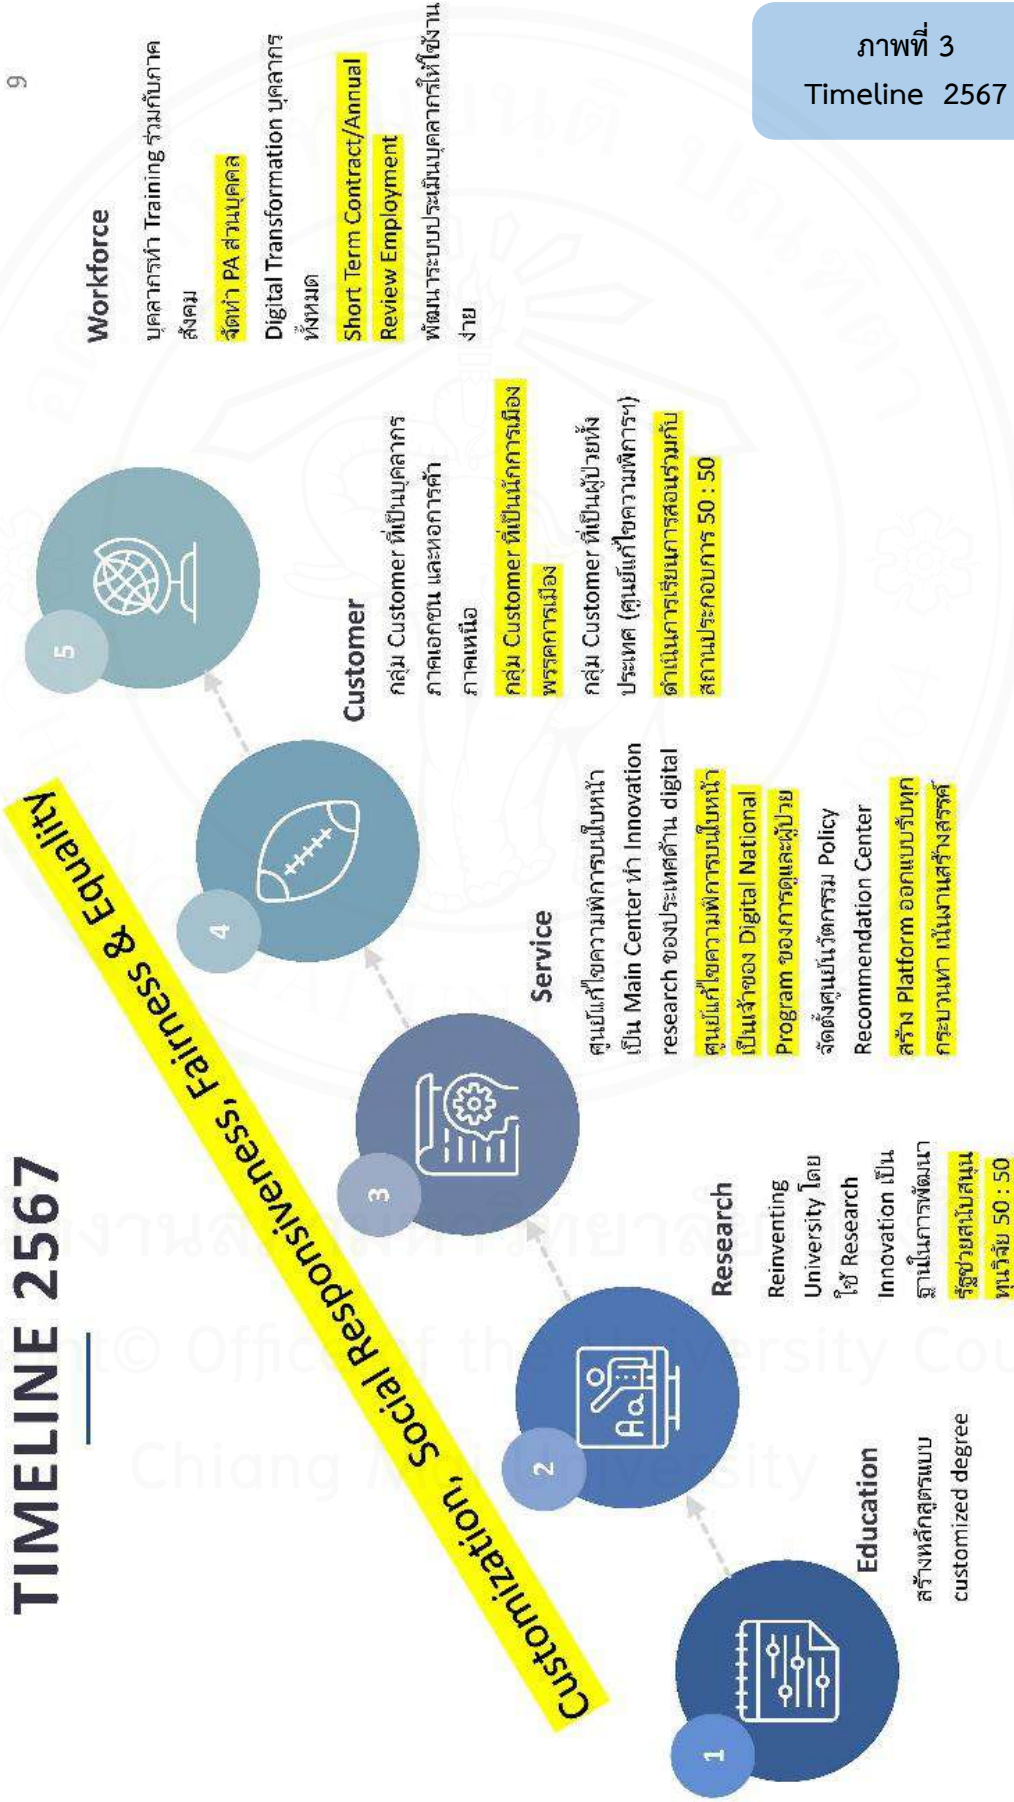 ภาพที่ 3
Timeline 2567
9
TIMELINE 2567
Customization, Social Responsiveness, Fairness & Equality
1
Education
สร้างหลักสูตรแบบ
customized degree
2
Research
Reinventing
University โดย
ใช้ Research
Innovation เป็น
ฐานในการพัฒนา
รัฐช่วยสนับสนุน
ทุนวิจัย 50 : 50
3
Service
ศูนย์แก้ไขความพิการบนใบหน้า
เป็น Main Center ทำ Innovation
research ของประเทศด้าน digital
ศูนย์แก้ไขความพิการบนใบหน้า
เป็นเจ้าของ Digital National
Program ของการดูและผู้ป่วย
จัดตั้งศูนย์นวัตกรรม Policy
Recommendation Center
สร้าง Platform ออกแบบรับทุก
กระบวนท่า เน้นงานสร้างสรรค์
4
Customer
กลุ่ม Customer ที่เป็นบุคลากร
ภาคเอกชน และหอการค้า
ภาคเหนือ
กลุ่ม Customer ที่เป็นนักการเมือง
พรรคการเมือง
กลุ่ม Customer ที่เป็นผู้ป่วยทั้ง
ประเทศ (ศูนย์แก้ไขความพิการฯ)
ดำเนินการเรียนการสอนร่วมกับ
สถานประกอบการ 50 : 50
5
Workforce
บุคลากรทำ Training ร่วมกับภาค
สังคม
จัดทำ PA ส่วนบุคคล
Digital Transformation บุคลากร
ทั้งหมด
Short Term Contract/Annual
Review Employment
พัฒนาระบบประเมินบุคลากรให้ใช้งาน
ง่าย
Chiang Mai University